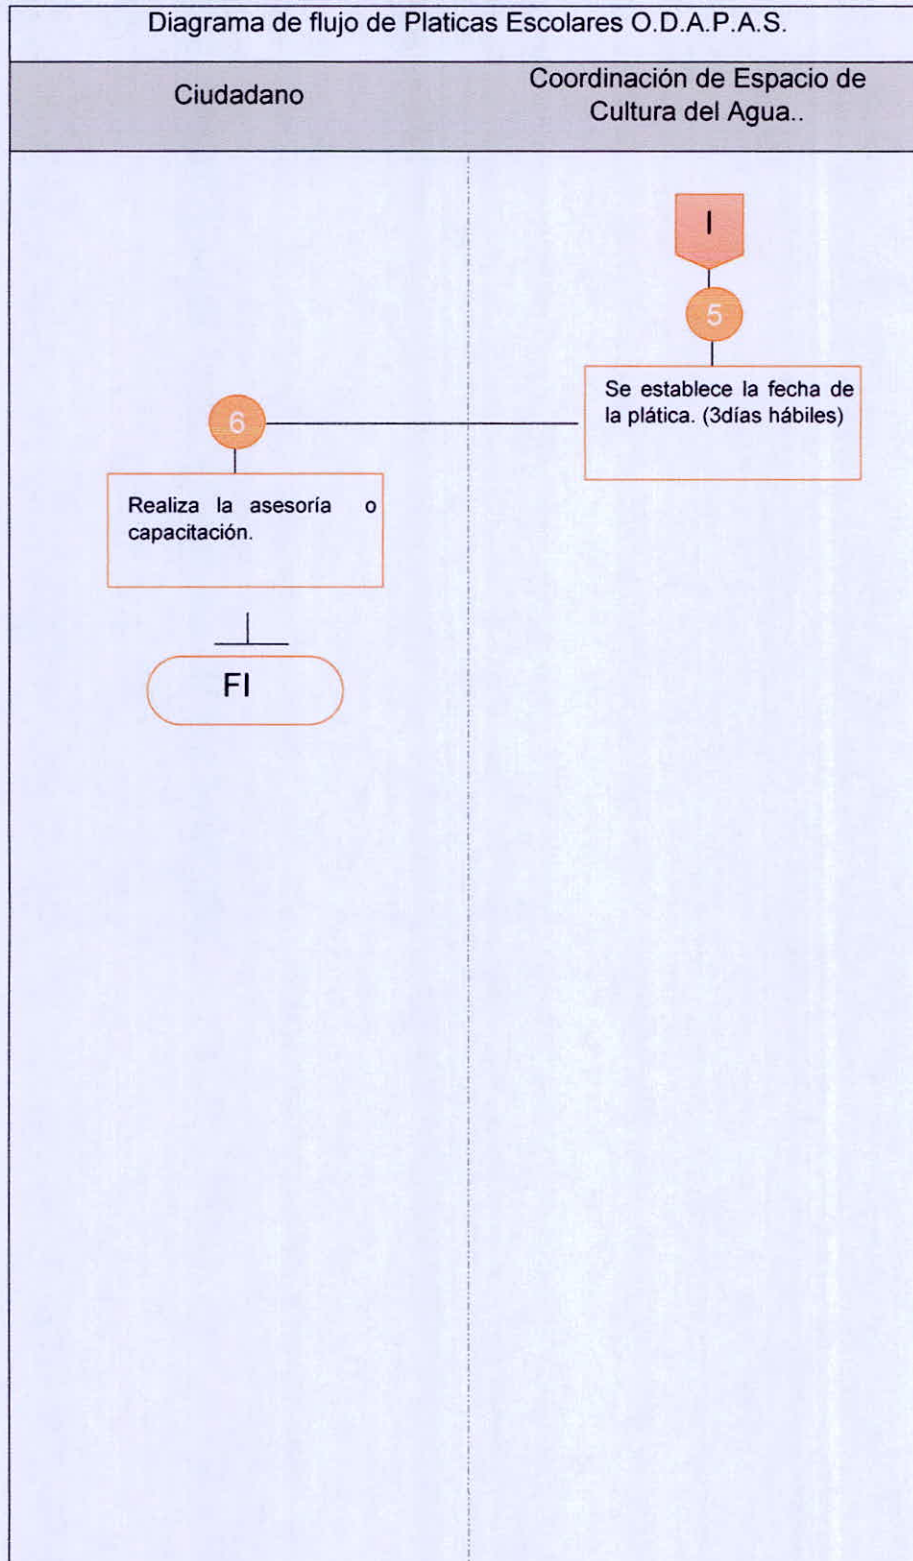 Diagrama de flujo de Platicas Escolares O.D.A.P.A.S.
Ciudadano
Coordinación de Espacio de
Cultura del Agua..
I
5
Se establece la fecha de
la plática. (3días hábiles)
6
Realiza la asesoría o
capacitación.
FI